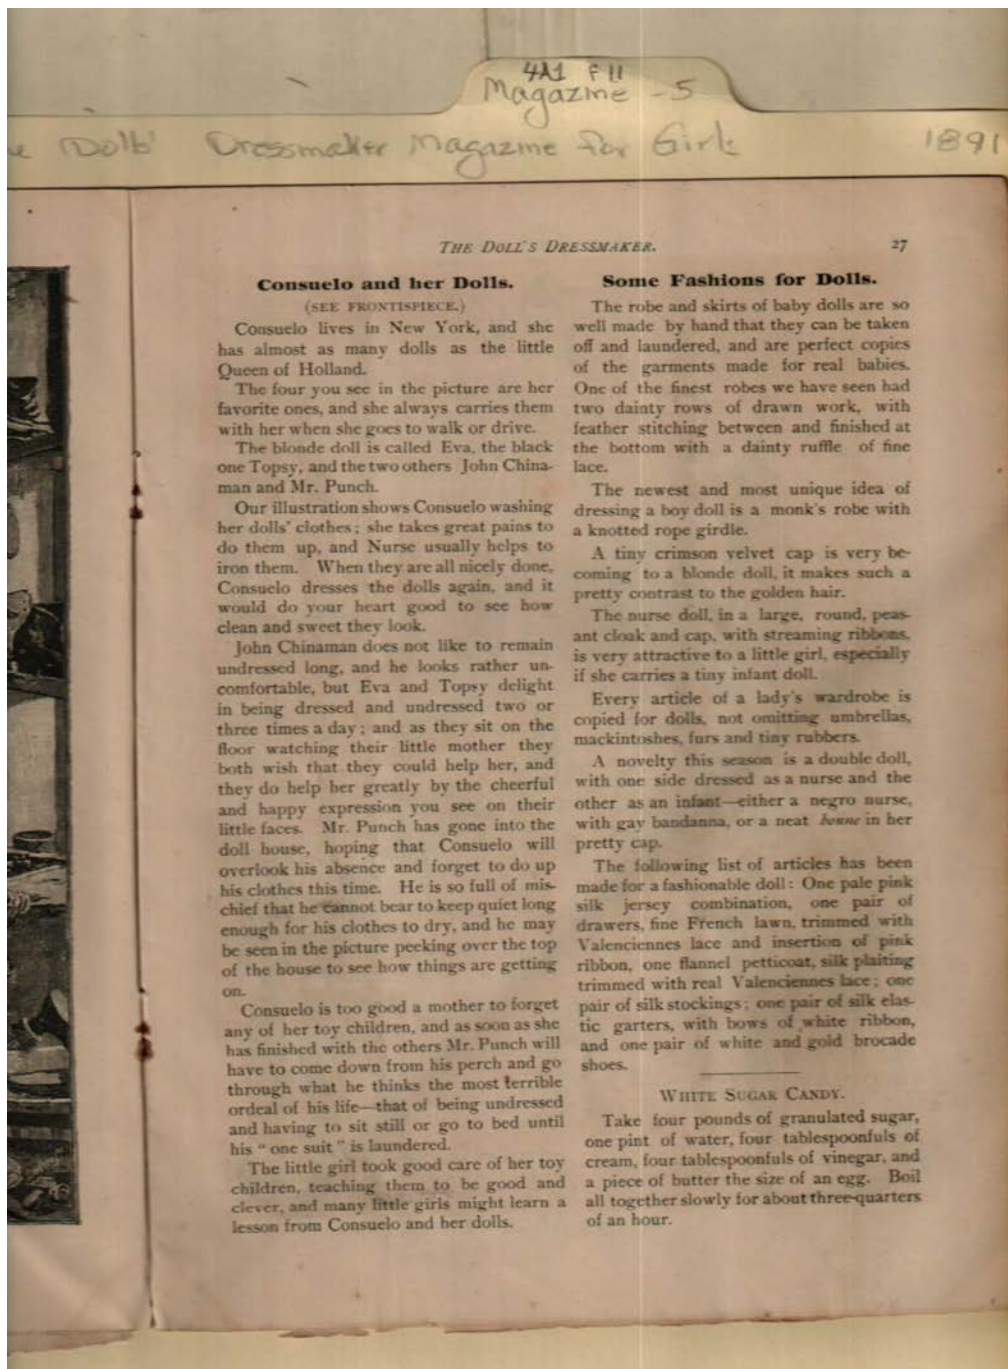 4A1 F11
Magazine - 5
Dolls' Dressmaker Magazine for Girls 1891
THE DOLL'S DRESSMAKER.
27
Consuelo and her Dolls.
(SEE FRONTISPIECE.)
Consuelo lives in New York, and she
has almost as many dolls as the little
Queen of Holland.
The four you see in the picture are her
favorite ones, and she always carries them
with her when she goes to walk or drive.
The blonde doll is called Eva, the black
one Topsy, and the two others John China-
man and Mr. Punch.
Our illustration shows Consuelo washing
her dolls' clothes; she takes great pains to
do them up, and Nurse usually helps to
iron them. When they are all nicely done,
Consuelo dresses the dolls again, and it
would do your heart good to see how
clean and sweet they look.
John Chinaman does not like to remain
undressed long, and he looks rather un-
comfortable, but Eva and Topsy delight
in being dressed and undressed two or
three times a day; and as they sit on the
floor watching their little mother they
both wish that they could help her, and
they do help her greatly by the cheerful
and happy expression you see on their
little faces. Mr. Punch has gone into the
doll house, hoping that Consuelo will
overlook his absence and forget to do up
his clothes this time. He is so full of mis-
chief that he cannot bear to keep quiet long
enough for his clothes to dry, and he may
be seen in the picture peeking over the top
of the house to see how things are getting
on.
Consuelo is too good a mother to forget
any of her toy children, and as soon as she
has finished with the others Mr. Punch will
have to come down from his perch and go
through what he thinks the most terrible
ordeal of his life—that of being undressed
and having to sit still or go to bed until
his "one suit" is laundered.
The little girl took good care of her toy
children, teaching them to be good and
clever, and many little girls might learn a
lesson from Consuelo and her dolls.
Some Fashions for Dolls.
The robe and skirts of baby dolls are so
well made by hand that they can be taken
off and laundered, and are perfect copies
of the garments made for real babies.
One of the finest robes we have seen had
two dainty rows of drawn work, with
feather stitching between and finished at
the bottom with a dainty ruffle of fine
lace.
The newest and most unique idea of
dressing a boy doll is a monk's robe with
a knotted rope girdle.
A tiny crimson velvet cap is very be-
coming to a blonde doll, it makes such a
pretty contrast to the golden hair.
The nurse doll, in a large, round, peas-
ant cloak and cap, with streaming ribbons,
is very attractive to a little girl, especially
if she carries a tiny infant doll.
Every article of a lady's wardrobe is
copied for dolls, not omitting umbrellas,
mackintoshes, furs and tiny rubbers.
A novelty this season is a double doll,
with one side dressed as a nurse and the
other as an infant—either a negro nurse,
with gay bandanna, or a neat bonne in her
pretty cap.
The following list of articles has been
made for a fashionable doll: One pale pink
silk jersey combination, one pair of
drawers, fine French lawn, trimmed with
Valenciennes lace and insertion of pink
ribbon, one flannel petticoat, silk plaiting
trimmed with real Valenciennes lace; one
pair of silk stockings; one pair of silk elas-
tic garters, with bows of white ribbon,
and one pair of white and gold brocade
shoes.
WHITE SUGAR CANDY.
Take four pounds of granulated sugar,
one pint of water, four tablespoonfuls of
cream, four tablespoonfuls of vinegar, and
a piece of butter the size of an egg. Boil
all together slowly for about three-quarters
of an hour.